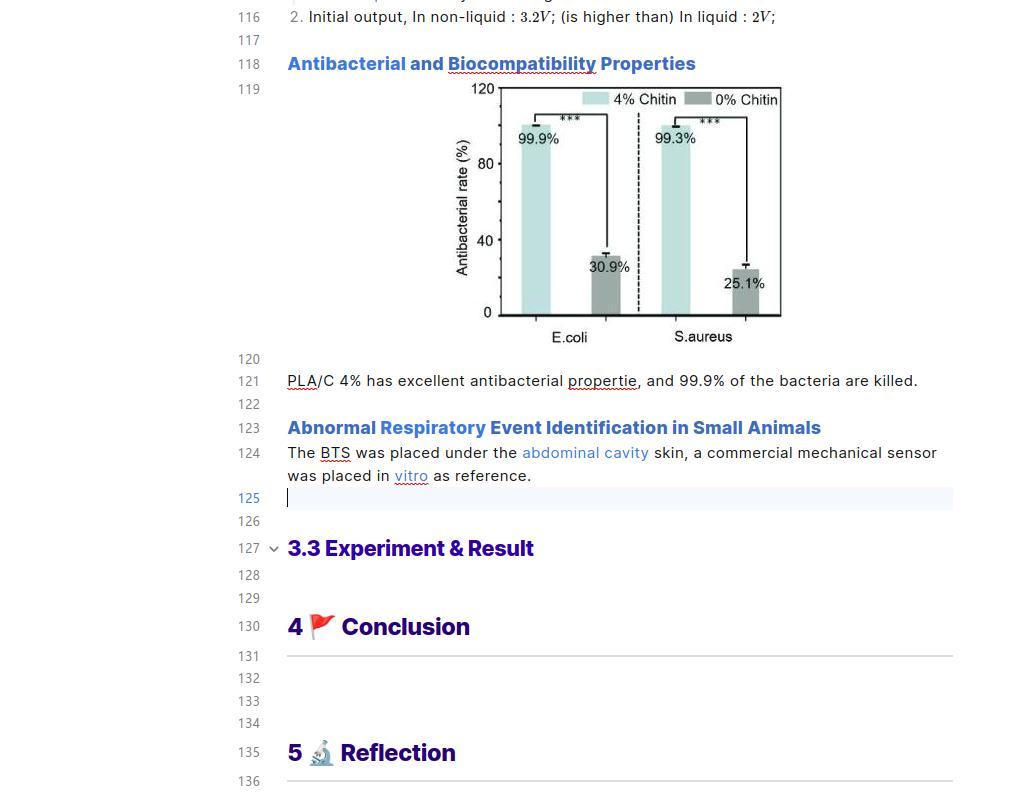 116 2. Initial output, In non-liquid : 3.2V; (is higher than) In liquid : 2V;
117
118 Antibacterial and Biocompatibility Properties
119
120
4% Chitin 0% Chitin
*** ***
99.9% 99.3%
Antibacterial rate (%)
80
40
30.9%
25.1%
0
E.coli S.aureus
120
121 PLA/C 4% has excellent antibacterial propertie, and 99.9% of the bacteria are killed.
122
123 Abnormal Respiratory Event Identification in Small Animals
124 The BTS was placed under the abdominal cavity skin, a commercial mechanical sensor
was placed in vitro as reference.
125
126
127 3.3 Experiment & Result
128
129
130 4 🚩 Conclusion
131
132
133
134
135 5 🔬 Reflection
136